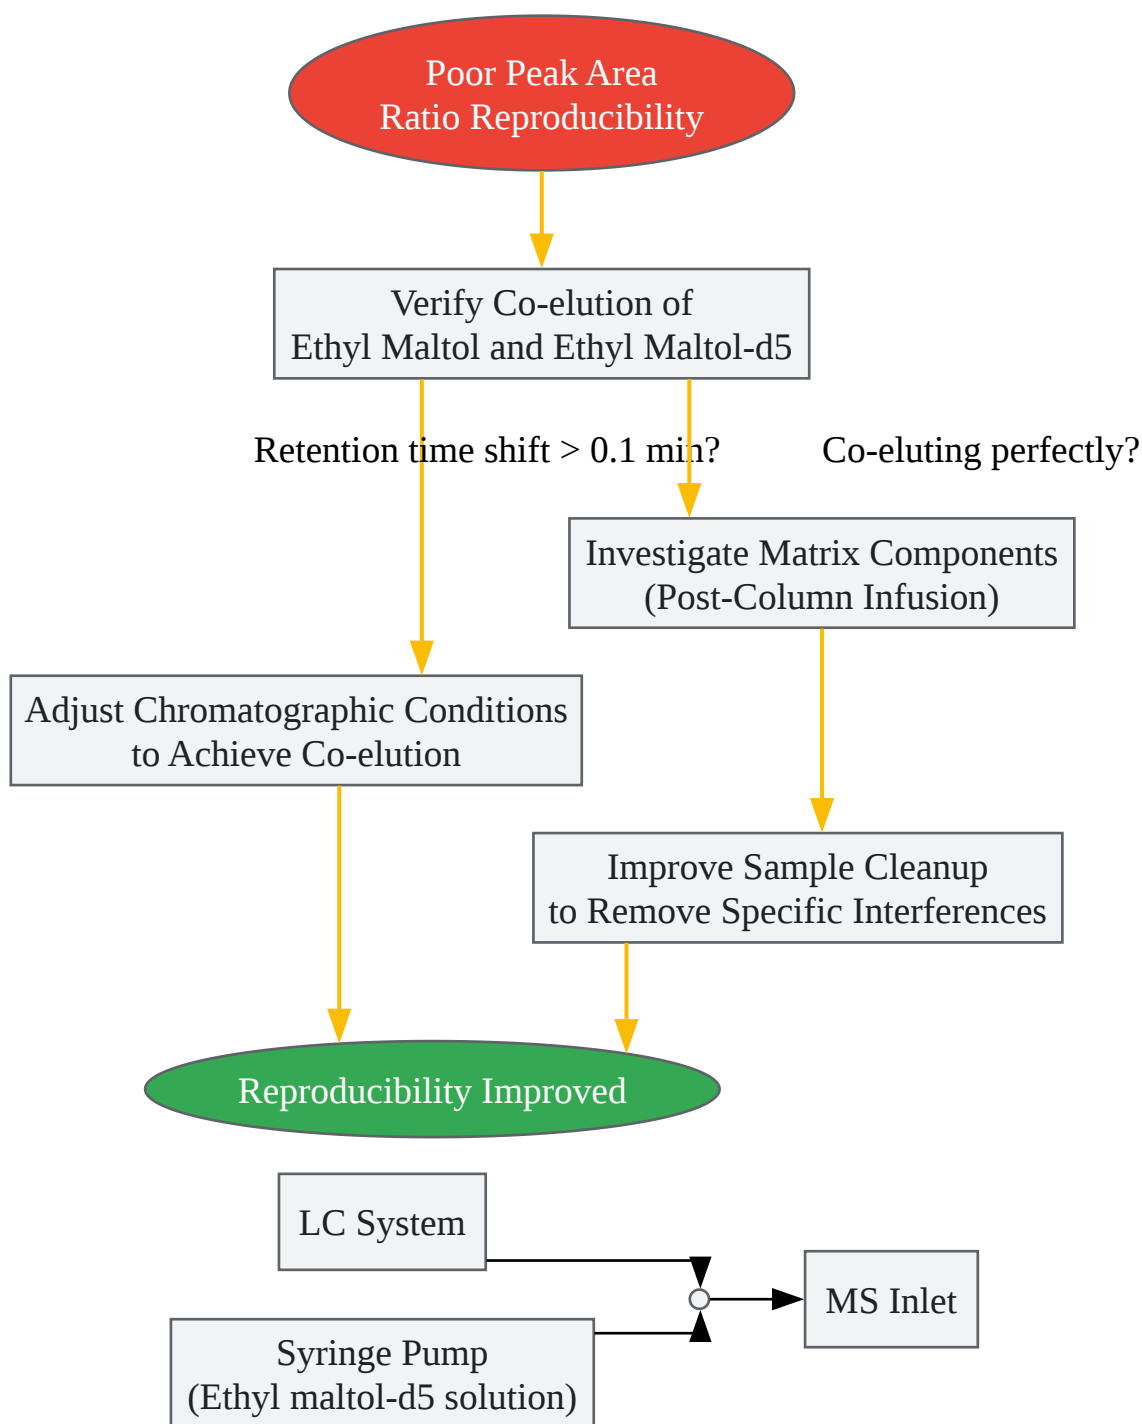 Poor Peak Area
Ratio Reproducibility
Verify Co-elution of
Ethyl Maltol and Ethyl Maltol-d5
Retention time shift > 0.1 min?
Co-eluting perfectly?
Investigate Matrix Components
(Post-Column Infusion)
Adjust Chromatographic Conditions
to Achieve Co-elution
Improve Sample Cleanup
to Remove Specific Interferences
Reproducibility Improved
LC System
MS Inlet
Syringe Pump
(Ethyl maltol-d5 solution)